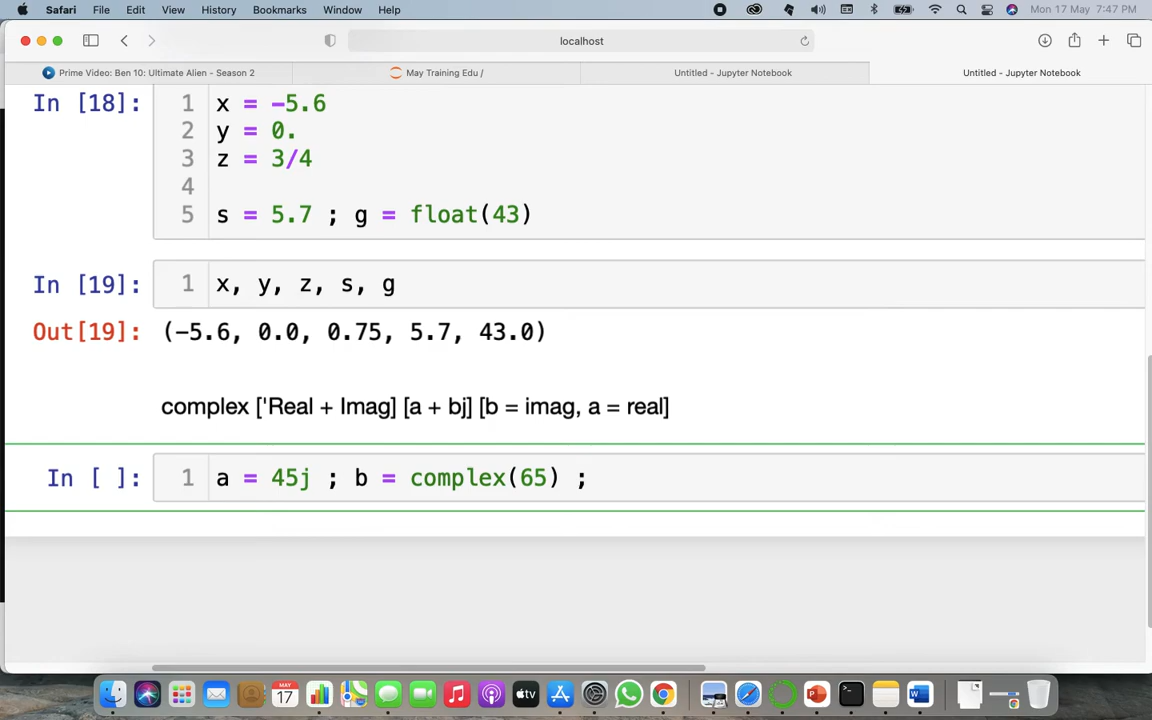 Safari File Edit View History Bookmarks Window Help Mon 17 May 7:47 PM
localhost
Prime Video: Ben 10: Ultimate Alien - Season 2 May Training Edu / Untitled - Jupyter Notebook Untitled - Jupyter Notebook
In [18]: 1 x = -5.6
2 y = 0.
3 z = 3/4
4
5 s = 5.7 ; g = float(43)
In [19]: 1 x, y, z, s, g
Out[19]: (-5.6, 0.0, 0.75, 5.7, 43.0)
complex ['Real + Imag] [a + bj] [b = imag, a = real]
In [ ]: 1 a = 45j ; b = complex(65) ;
MAY
17 tv W